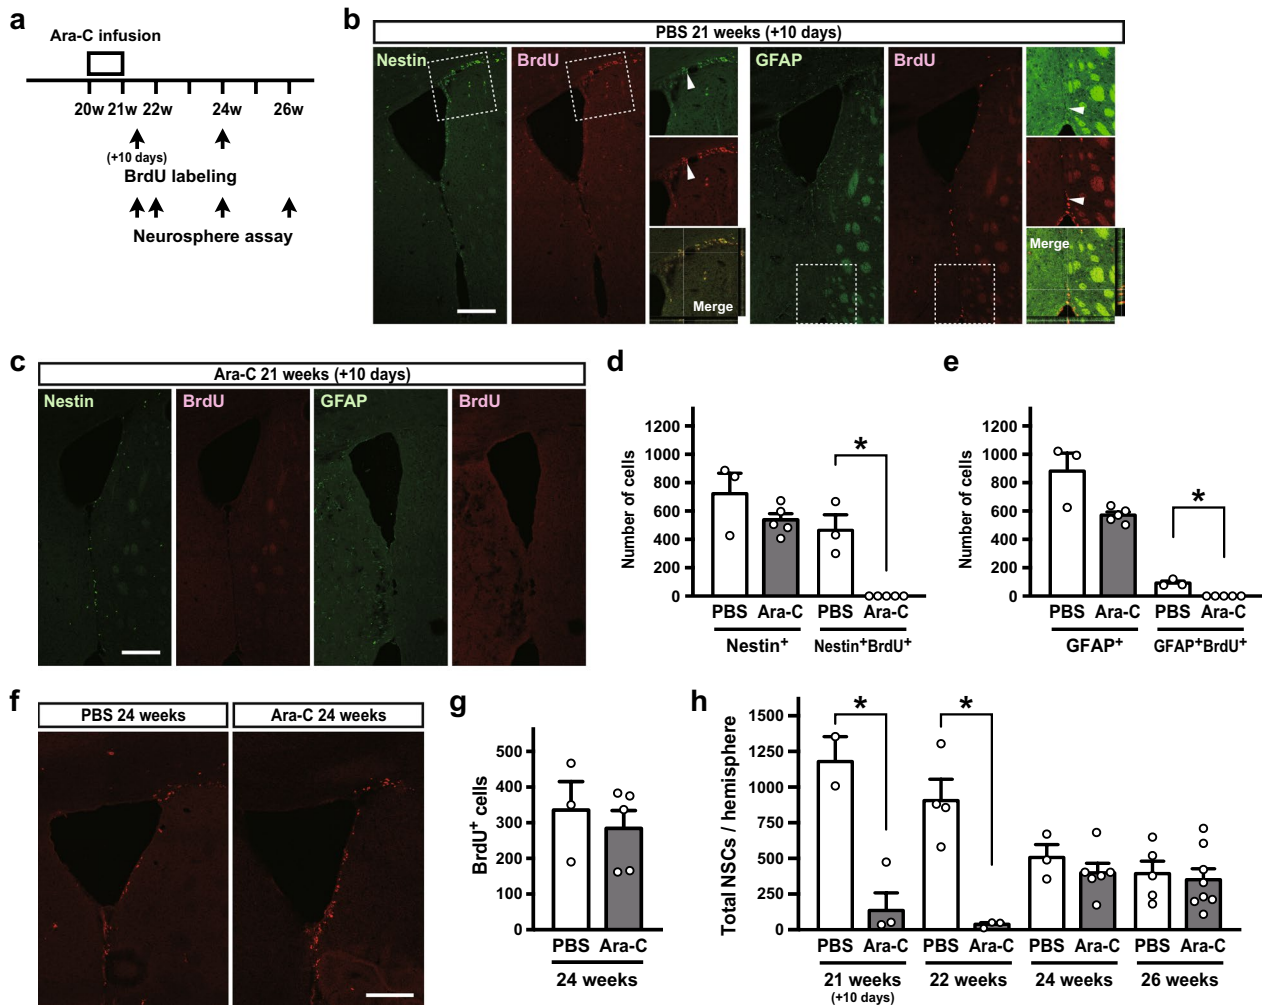 a
Ara-C infusion
20w 21w 22w 24w 26w
(+10 days)
BrdU labeling
Neurosphere assay
b
PBS 21 weeks (+10 days)
Nestin
BrdU
Merge
GFAP
BrdU
Merge
c
Ara-C 21 weeks (+10 days)
Nestin
BrdU
GFAP
BrdU
d
Number of cells
1200
1000
800
600
400
200
0
*
PBS Ara-C PBS Ara-C
Nestin⁺ Nestin⁺BrdU⁺
e
Number of cells
1200
1000
800
600
400
200
0
*
PBS Ara-C PBS Ara-C
GFAP⁺ GFAP⁺BrdU⁺
f
PBS 24 weeks
Ara-C 24 weeks
g
BrdU⁺ cells
500
400
300
200
100
0
PBS Ara-C
24 weeks
h
Total NSCs / hemisphere
1500
1250
1000
750
500
250
0
* *
PBS Ara-C PBS Ara-C PBS Ara-C PBS Ara-C
21 weeks 22 weeks 24 weeks 26 weeks
(+10 days)